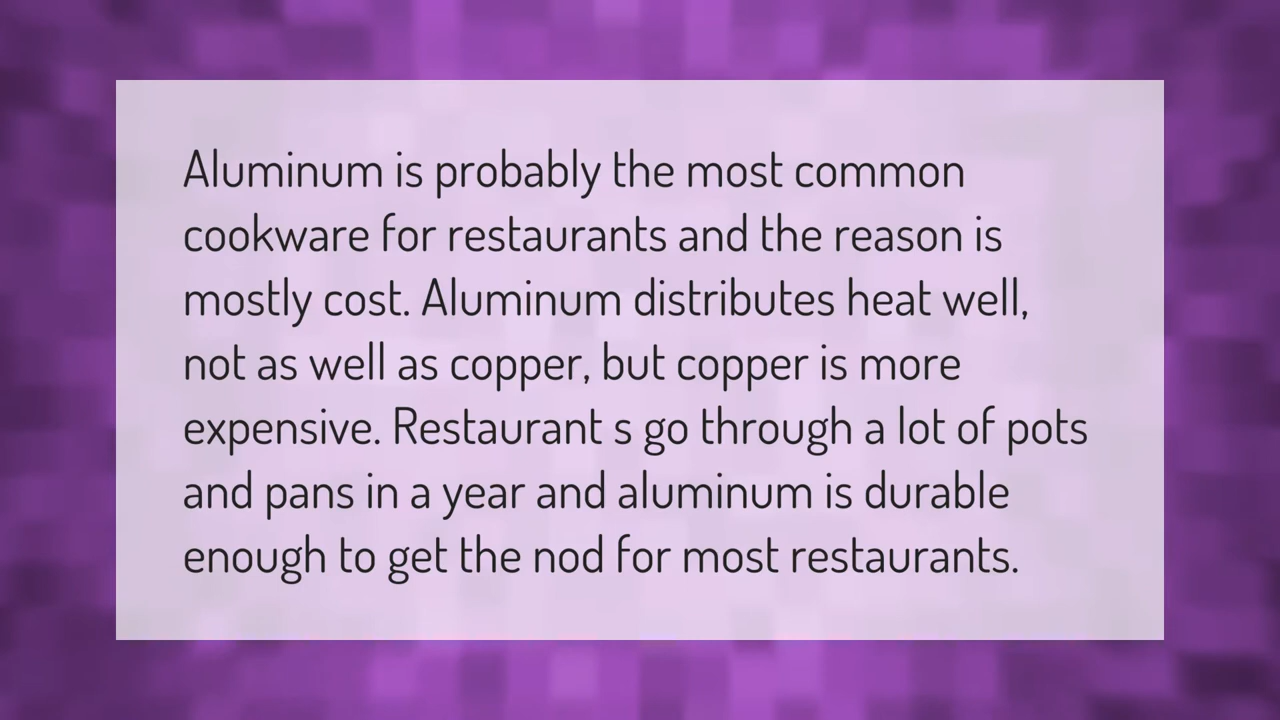 Aluminum is probably the most common
cookware for restaurants and the reason is
mostly cost. Aluminum distributes heat well,
not as well as copper, but copper is more
expensive. Restaurant s go through a lot of pots
and pans in a year and aluminum is durable
enough to get the nod for most restaurants.